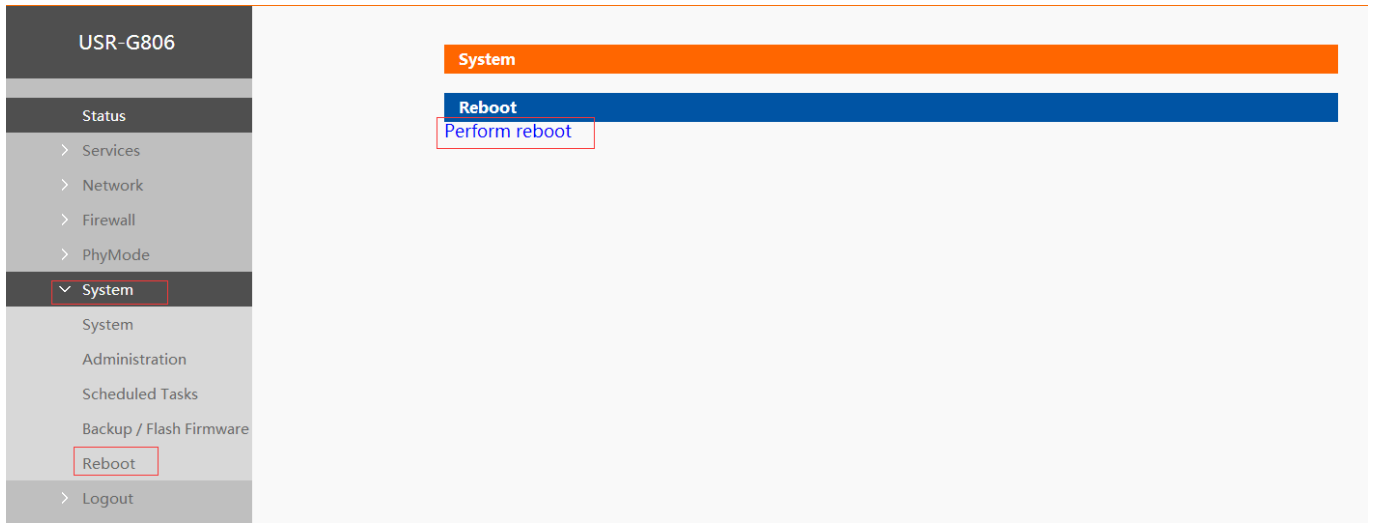 USR-G806
Status
Services
Network
Firewall
PhyMode
System
System
Administration
Scheduled Tasks
Backup / Flash Firmware
Reboot
Logout
System
Reboot
Perform reboot